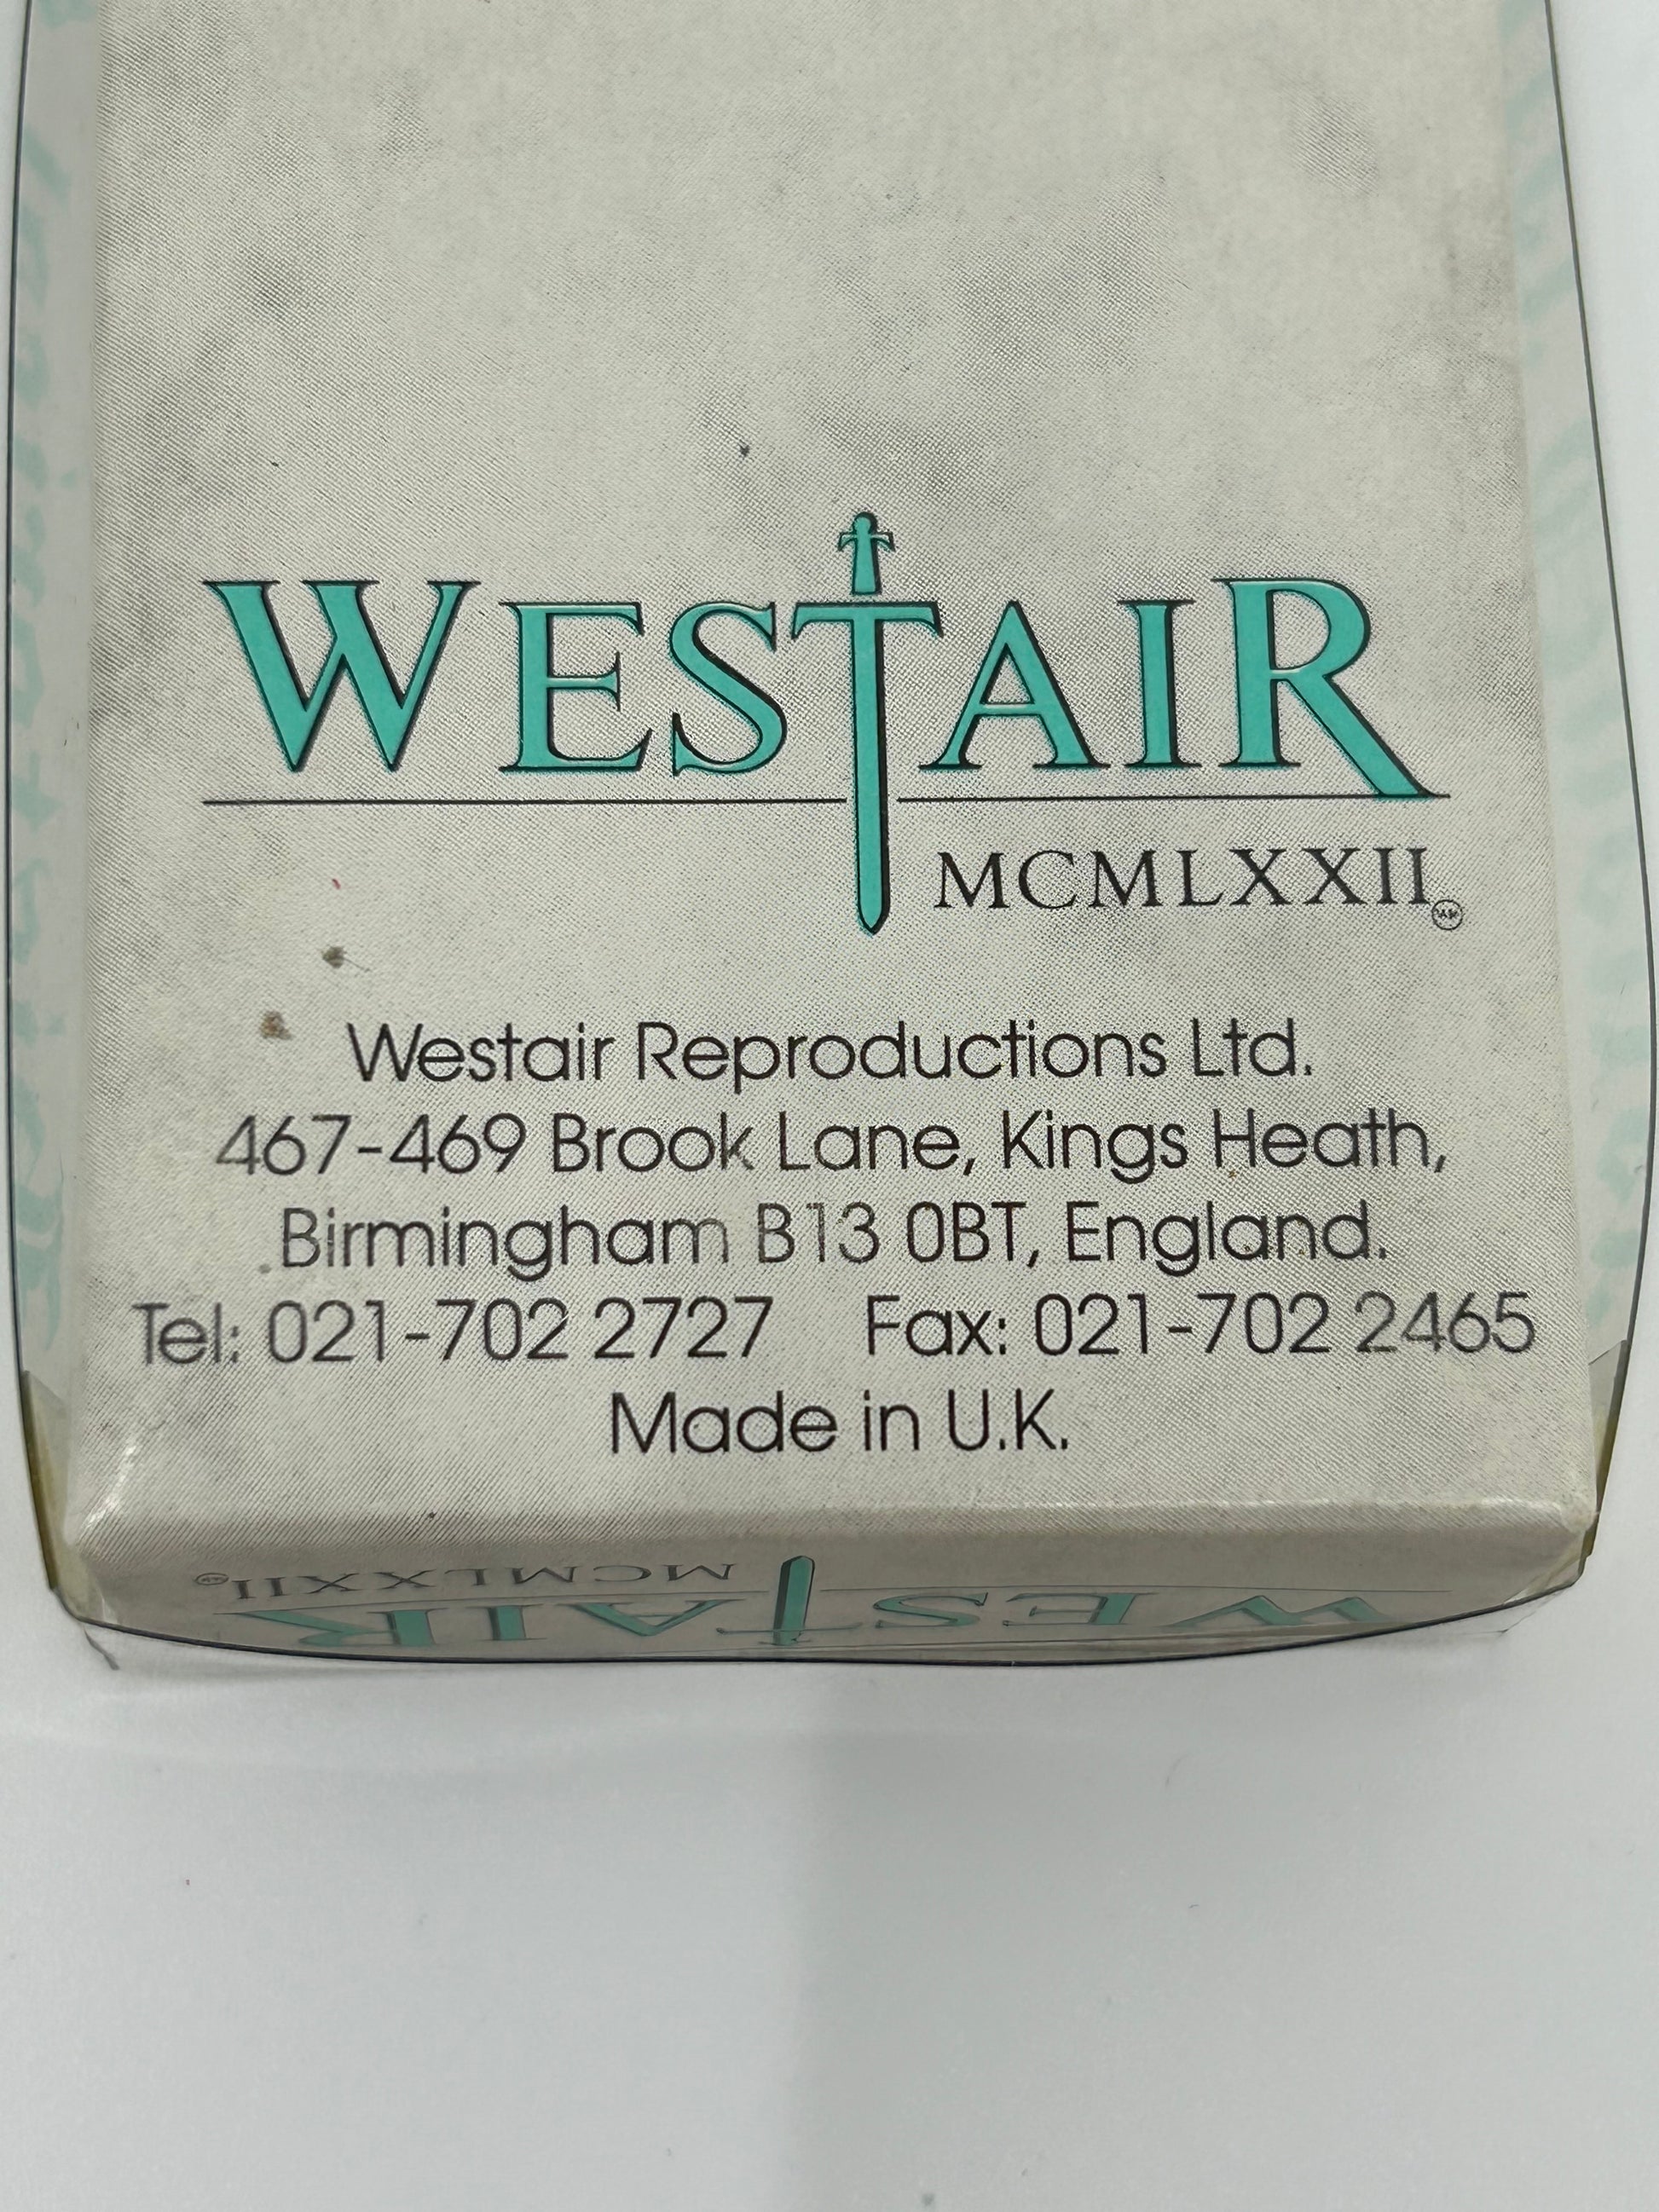 WESTAIR
MCMLXXII
Westair Reproductions Ltd.
467-469 Brook Lane, Kings Heath,
Birmingham B13 0BT, England.
Tel: 021-702 2727 Fax: 021-702 2465
Made in U.K.
MCMLXXII
WESTAIR